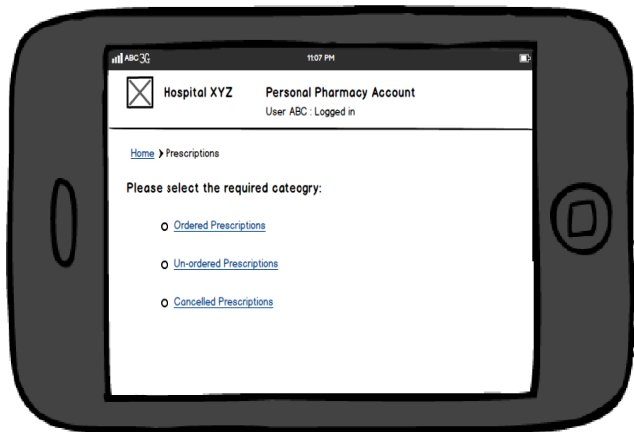 ABC 3G 11:07 PM
Hospital XYZ Personal Pharmacy Account
User ABC : Logged in
Home > Prescriptions
Please select the required cateogry:
Ordered Prescriptions
Un-ordered Prescriptions
Cancelled Prescriptions